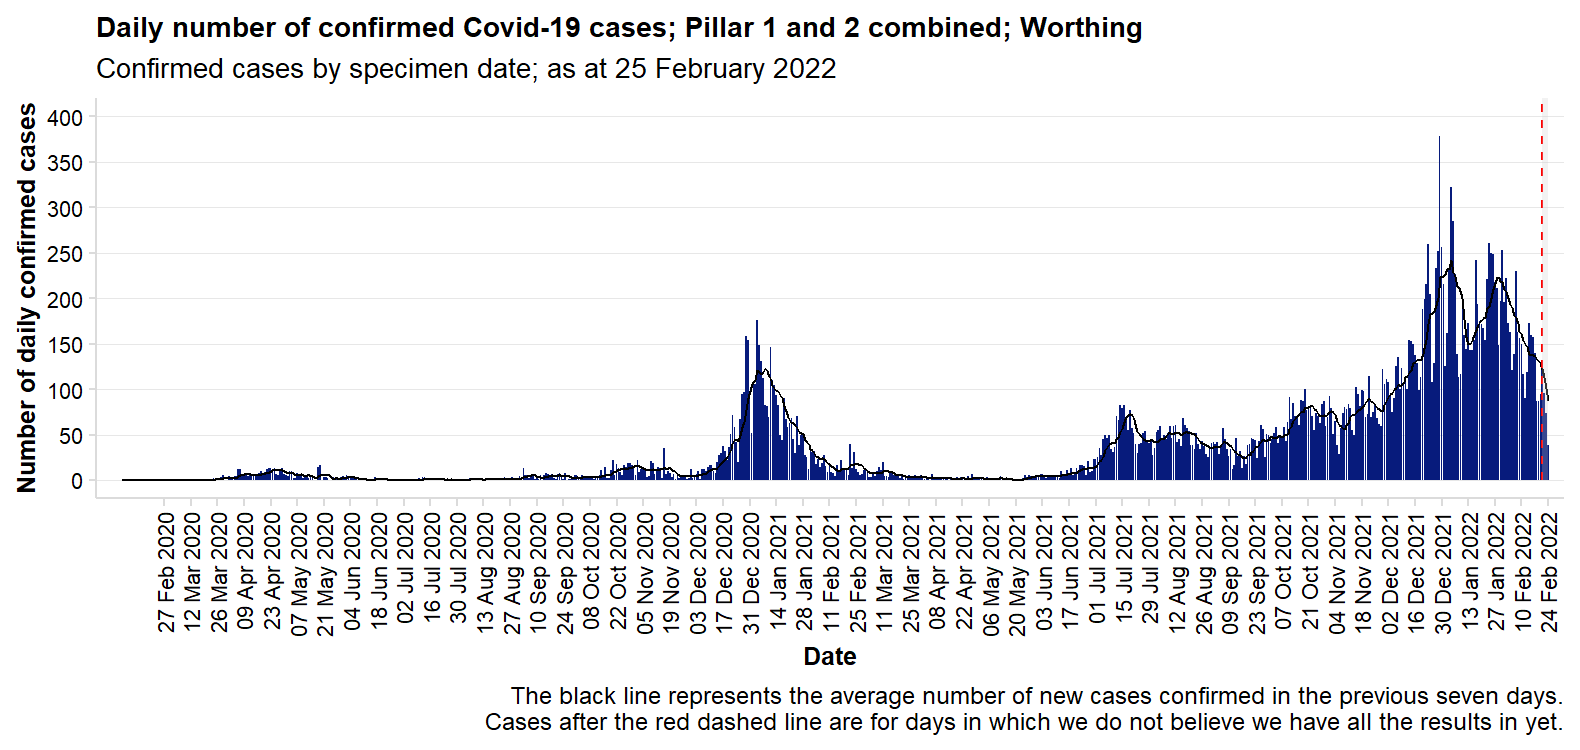 Daily number of confirmed Covid-19 cases; Pillar 1 and 2 combined; Worthing
Confirmed cases by specimen date; as at 25 February 2022
Number of daily confirmed cases
400
350
300
250
200
150
100
50
0
27 Feb 2020
12 Mar 2020
26 Mar 2020
09 Apr 2020
23 Apr 2020
07 May 2020
21 May 2020
04 Jun 2020
18 Jun 2020
02 Jul 2020
16 Jul 2020
30 Jul 2020
13 Aug 2020
27 Aug 2020
10 Sep 2020
24 Sep 2020
08 Oct 2020
22 Oct 2020
05 Nov 2020
19 Nov 2020
03 Dec 2020
17 Dec 2020
31 Dec 2020
14 Jan 2021
28 Jan 2021
11 Feb 2021
25 Feb 2021
11 Mar 2021
25 Mar 2021
08 Apr 2021
22 Apr 2021
06 May 2021
20 May 2021
03 Jun 2021
17 Jun 2021
01 Jul 2021
15 Jul 2021
29 Jul 2021
12 Aug 2021
26 Aug 2021
09 Sep 2021
23 Sep 2021
07 Oct 2021
21 Oct 2021
04 Nov 2021
18 Nov 2021
02 Dec 2021
16 Dec 2021
30 Dec 2021
13 Jan 2022
27 Jan 2022
10 Feb 2022
24 Feb 2022
Date
The black line represents the average number of new cases confirmed in the previous seven days.
Cases after the red dashed line are for days in which we do not believe we have all the results in yet.